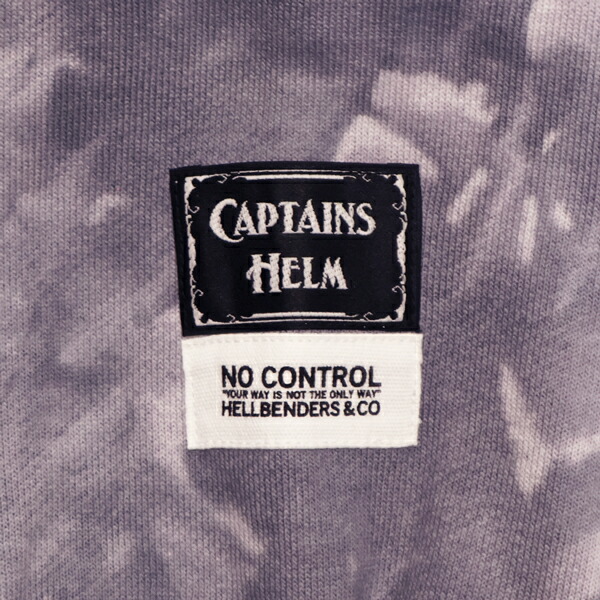 CAPTAINS
HELM
NO CONTROL
"YOUR WAY IS NOT THE ONLY WAY"
HELLBENDERS & CO